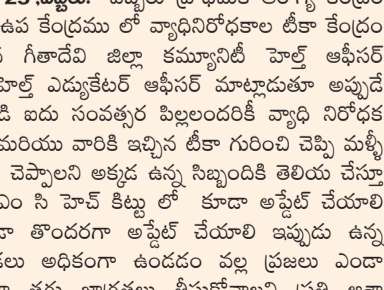 ఉప కేంద్రము లో వ్యాధినిరోధకాల టీకా కేంద్రం
గీతాదేవి జిల్లా కమ్యూనిటీ హెల్త్ ఆఫీసర్
హెల్త్ ఎడ్యుకేటర్ ఆఫీసర్ మాట్లాడుతూ అప్పుడే
ఐదు సంవత్సర పిల్లలందరికీ వ్యాధి నిరోధక
మరియు వారికి ఇచ్చిన టీకా గురించి చెప్పి మళ్ళీ
చెప్పాలని అక్కడ ఉన్న సిబ్బందికి తెలియ చేస్తూ
ఎం సి హెచ్ కిట్టు లో కూడా అప్డేట్ చేయాలి
తొందరగా అప్డేట్ చేయాలి ఇప్పుడు ఉన్న
అధికంగా ఉండడం వల్ల ప్రజలు ఎండా